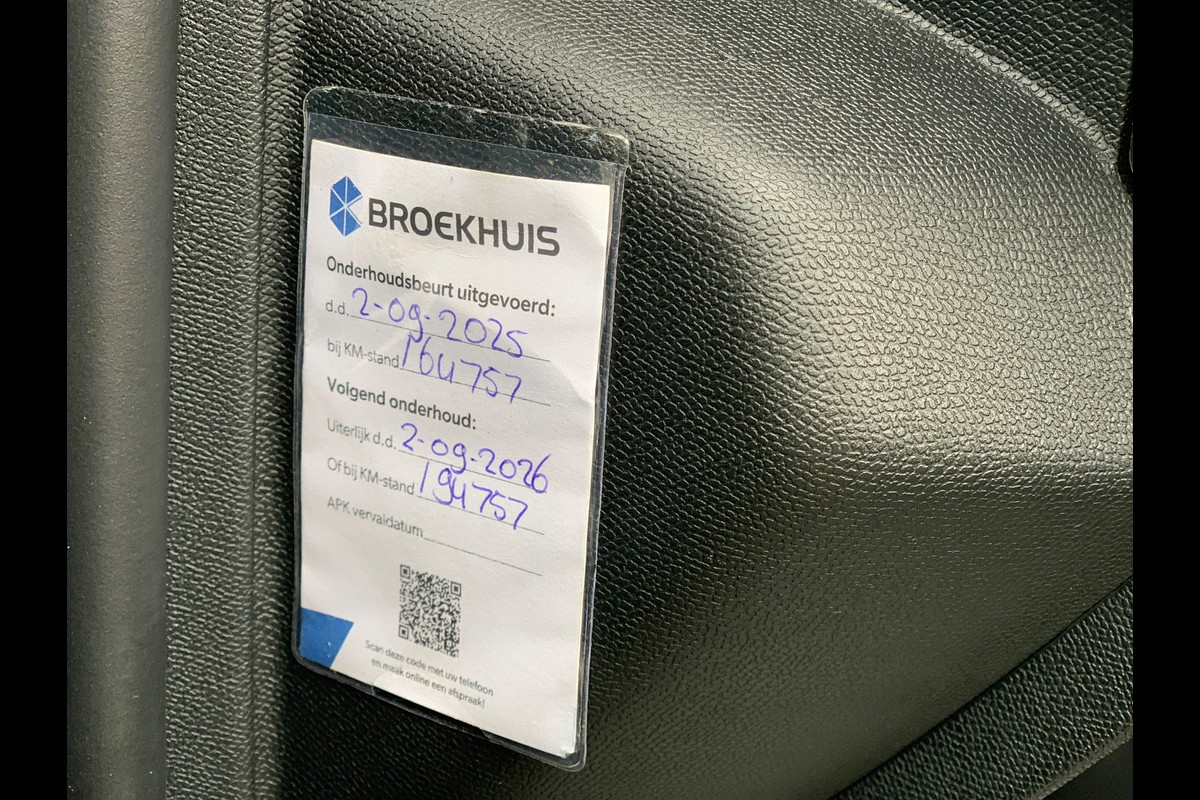 BROEKHUIS
Onderhoudsbeurt uitgevoerd:
d.d. 2-09-2025
bij KM-stand 164757
Volgend onderhoud:
Uiterlijk d.d. 2-09-2026
Of bij KM-stand 194757
APK vervaldatum
Scan deze code met uw telefoon
en maak online een afspraak!